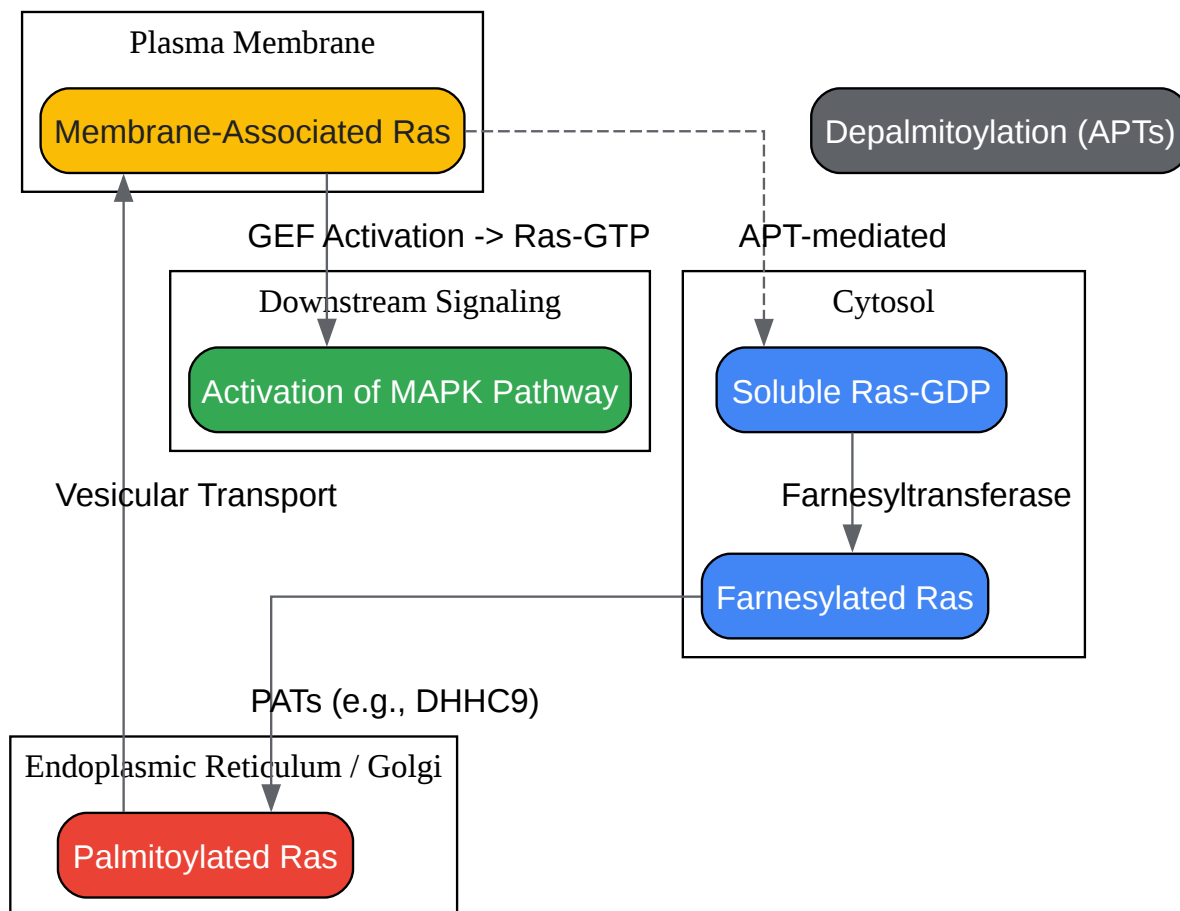 Plasma Membrane
Membrane-Associated Ras
Depalmitoylation (APTs)
GEF Activation -> Ras-GTP
APT-mediated
Downstream Signaling
Cytosol
Activation of MAPK Pathway
Soluble Ras-GDP
Vesicular Transport
Farnesyltransferase
Farnesylated Ras
PATs (e.g., DHHC9)
Endoplasmic Reticulum / Golgi
Palmitoylated Ras